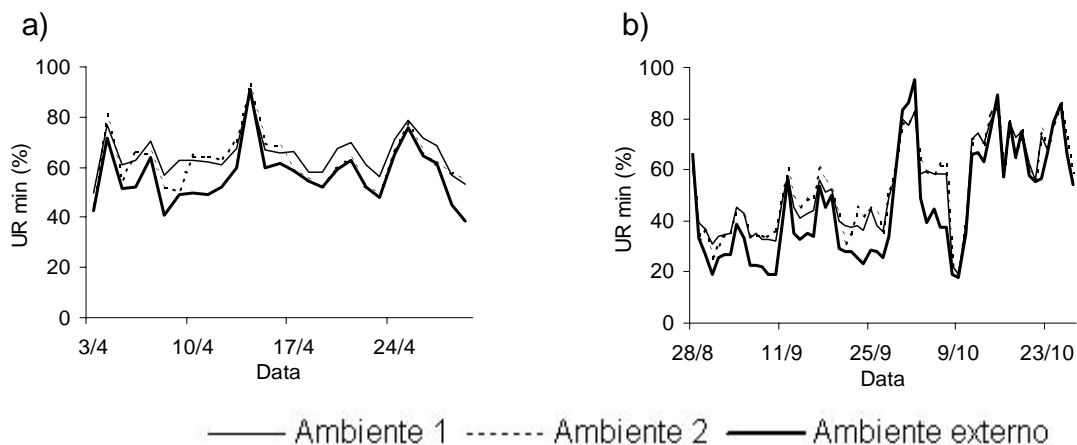 a)
100
80
60
40
20
0
UR min (%)
3/4 10/4 17/4 24/4
Data
b)
100
80
60
40
20
0
UR min (%)
28/8 11/9 25/9 9/10 23/10
Data
Ambiente 1 Ambiente 2 Ambiente externo